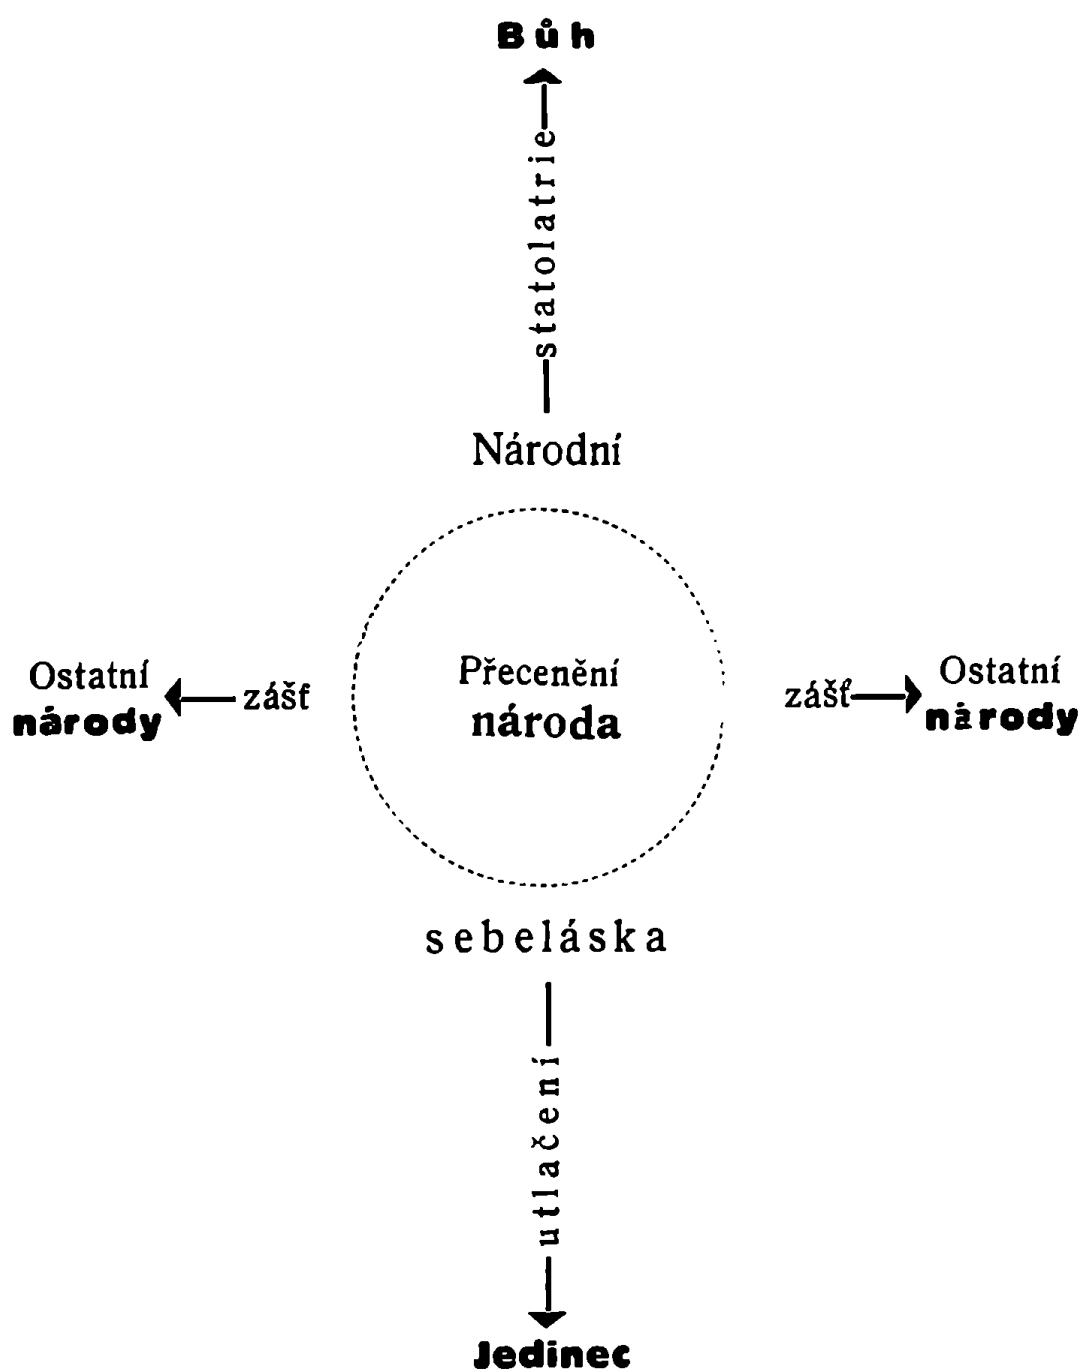 Bůh
statolatrie
Národní
Ostatní
národy
zášť
Přecenění
národa
zášť
Ostatní
národy
sebeláska
utlačení
Jedinec